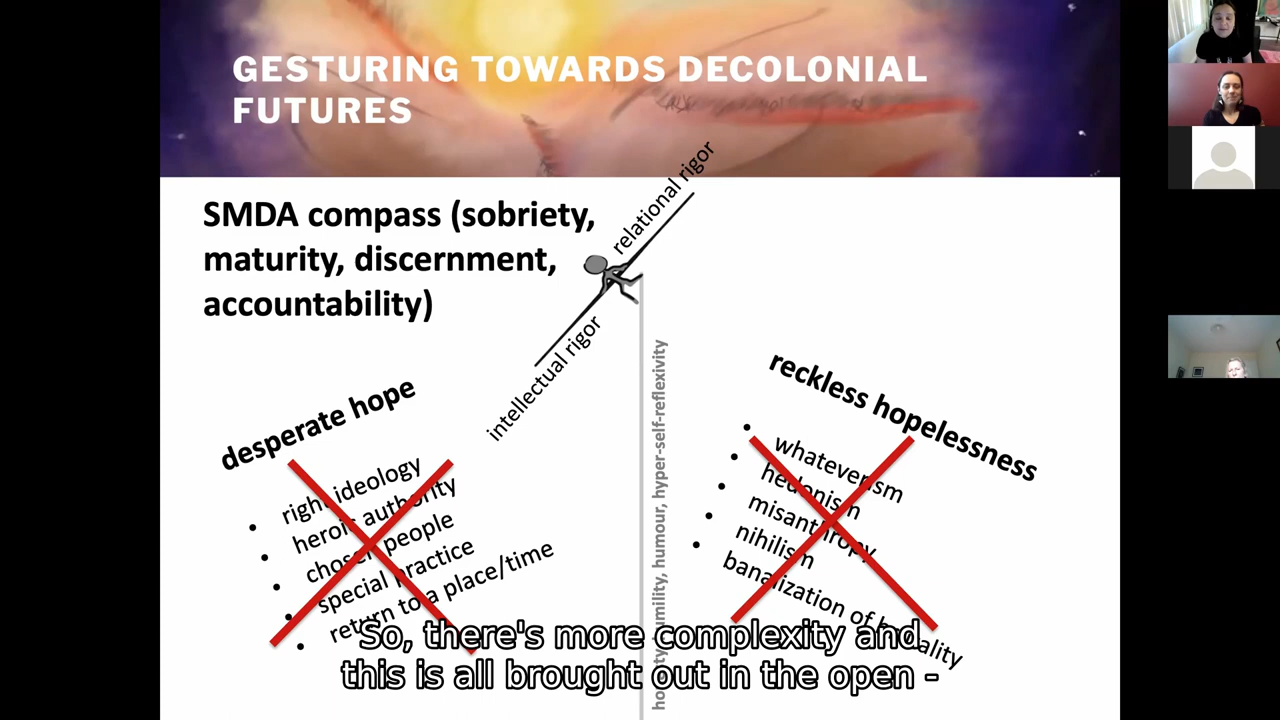 GESTURING TOWARDS DECOLONIAL
FUTURES
SMDA compass (sobriety,
maturity, discernment,
accountability)
relational rigor
intellectual rigor
desperate hope
• right ideology
• heroic authority
• chosen people
• special practice
• return to a place/time
humility, humour, hyper-self-reflexivity
reckless hopelessness
• whateverism
• hedonism
• misanthropy
• nihilism
• banalization of
So, there's more complexity and
this is all brought out in the open -